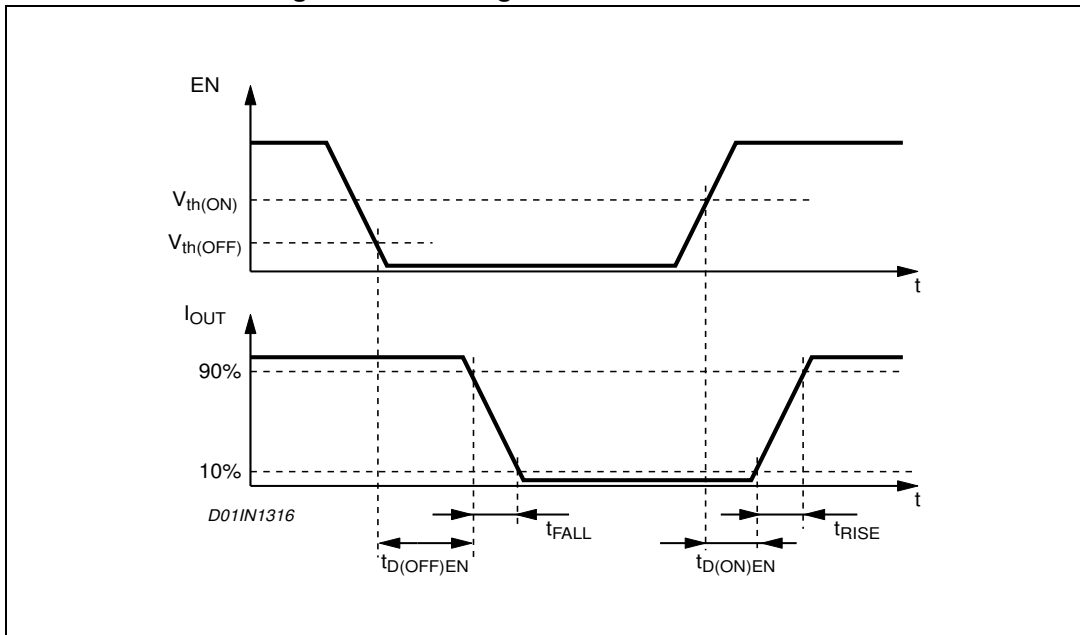 EN
Vth(ON)
Vth(OFF)
t
IOUT
90%
10%
t
D01IN1316
tFALL
tRISE
tD(OFF)EN
tD(ON)EN